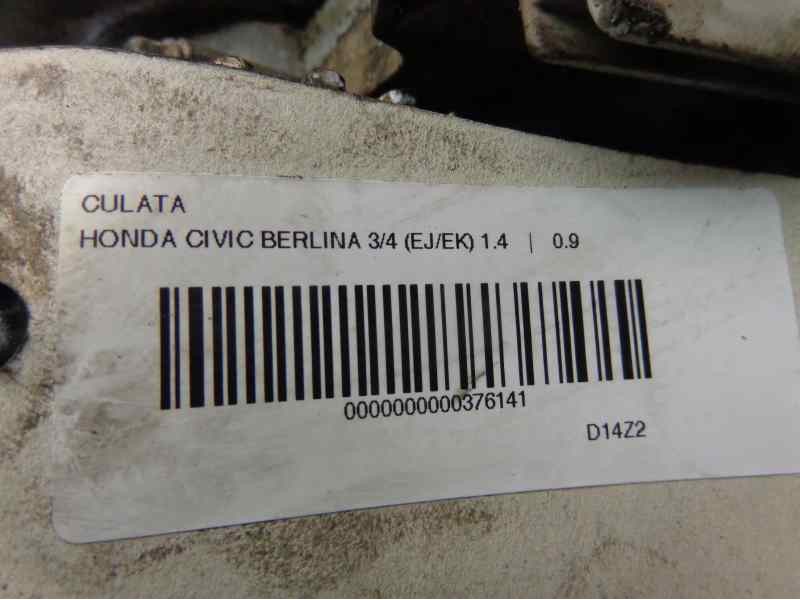 CULATA
HONDA CIVIC BERLINA 3/4 (EJ/EK) 1.4 | 0.9
0000000000376141
D14Z2